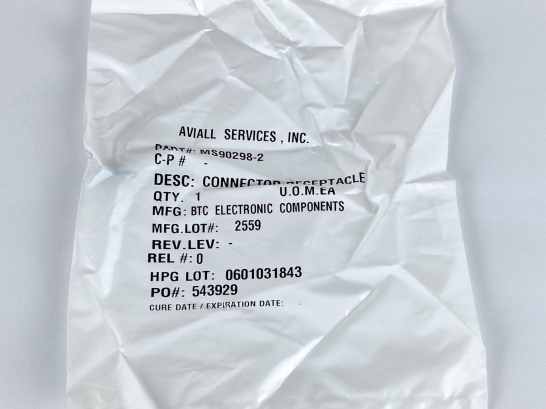 AVIALL SERVICES , INC.
PART#: MS90298-2
C-P # -
DESC: CONNECTOR RECEPTACLE
QTY. 1 U.O.M.EA
MFG: BTC ELECTRONIC COMPONENTS
MFG.LOT#: 2559
REV.LEV: -
REL #: 0
HPG LOT: 0601031843
PO#: 543929
CURE DATE / EXPIRATION DATE: -